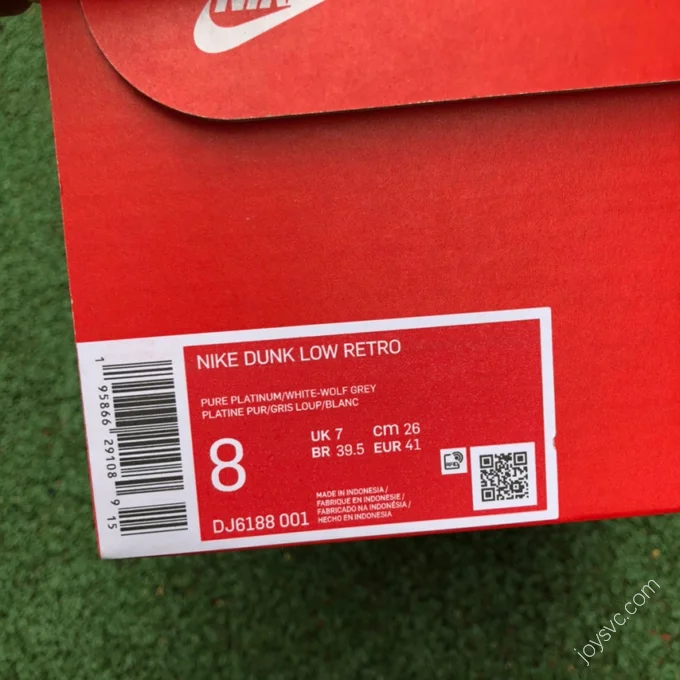 NIKE
NIKE DUNK LOW RETRO
PURE PLATINUM/WHITE-WOLF GREY
PLATINE PUR/GRIS LOUP/BLANC
8
UK 7 cm 26
BR 39.5 EUR 41
DJ6188 001
MADE IN INDONESIA/
FABRIQUE EN INDONESIE/
FABRICADO NA INDONÉSIA/
HECHO EN INDONESIA
1 95866 29108 9 15
joysvc.com